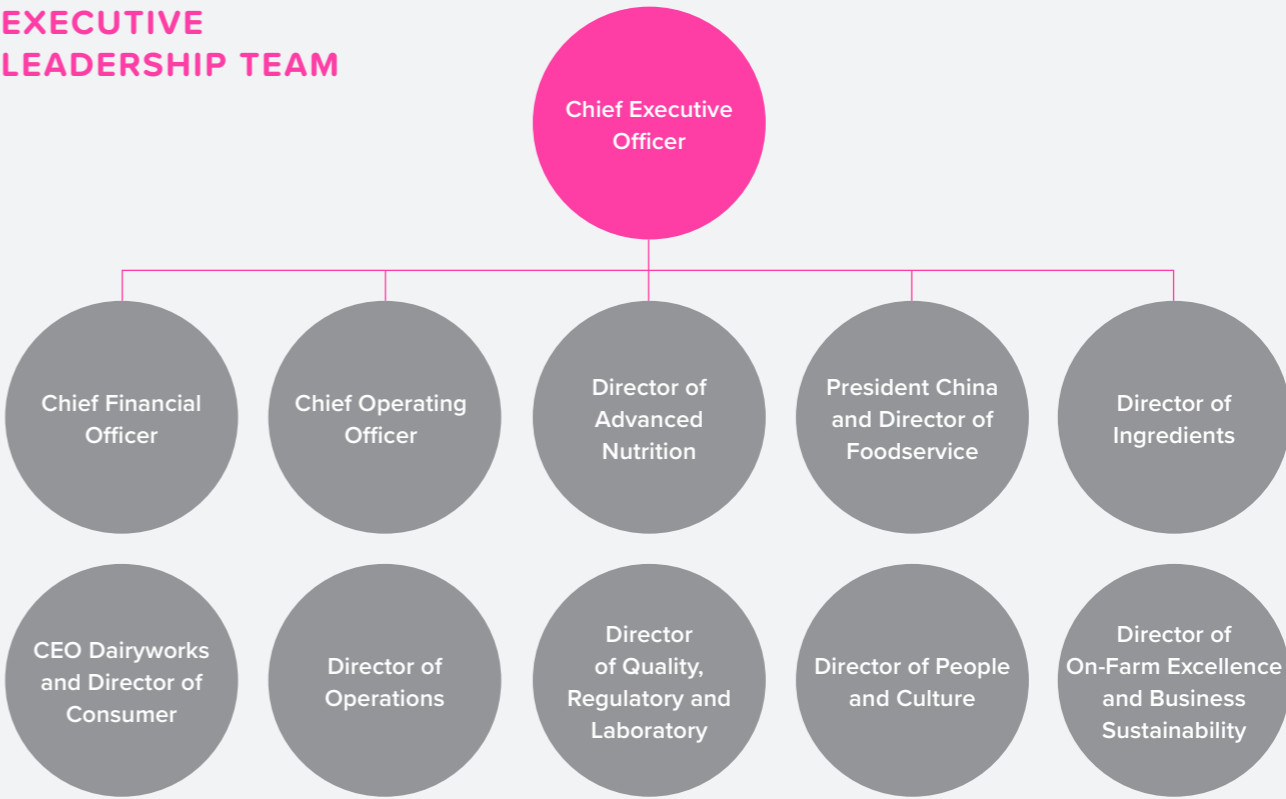 EXECUTIVE
LEADERSHIP TEAM
Chief Executive
Officer
Chief Financial
Officer
Chief Operating
Officer
Director of
Advanced
Nutrition
President China
and Director of
Foodservice
Director of
Ingredients
CEO Dairyworks
and Director of
Consumer
Director of
Operations
Director
of Quality,
Regulatory and
Laboratory
Director of People
and Culture
Director of
On-Farm Excellence
and Business
Sustainability